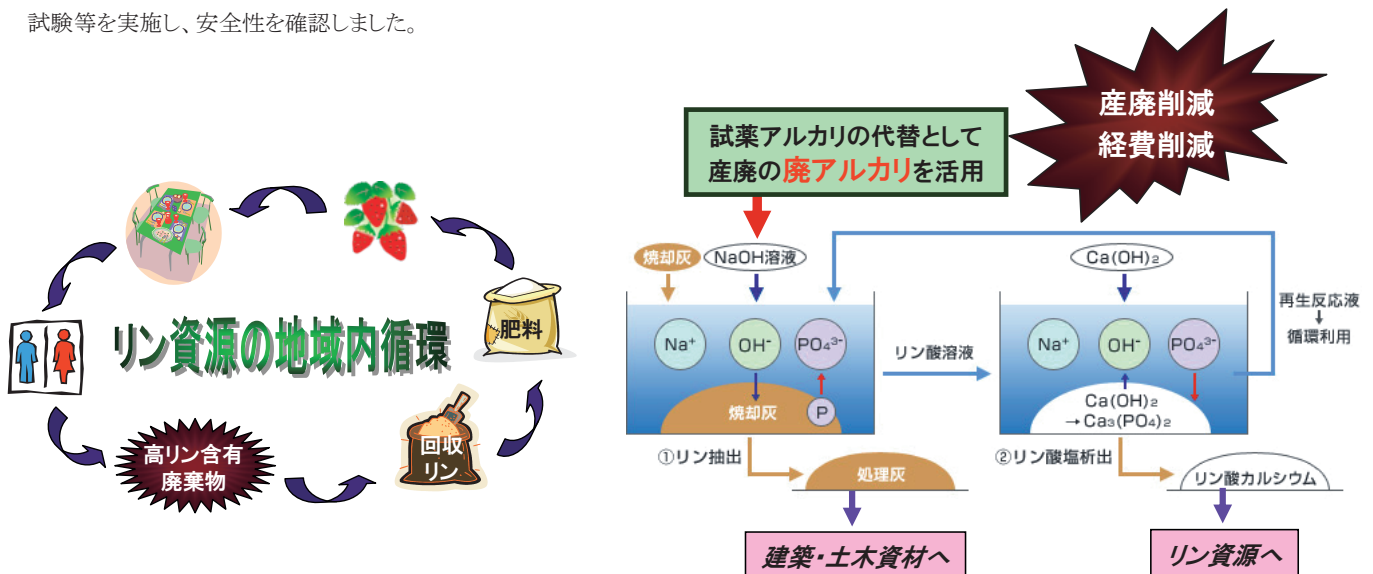 試験等を実施し、安全性を確認しました。
リン資源の地域内循環
肥料
回収
リン
高リン含有
廃棄物
産廃削減
経費削減
試薬アルカリの代替として
産廃の廃アルカリを活用
焼却灰
NaOH溶液
Ca(OH)₂
Na⁺
OH⁻
PO₄³⁻
焼却灰
P
リン酸溶液
Na⁺
OH⁻
PO₄³⁻
Ca(OH)₂
→Ca₃(PO₄)₂
再生反応液
↓
循環利用
①リン抽出
処理灰
②リン酸塩析出
リン酸カルシウム
建築・土木資材へ
リン資源へ